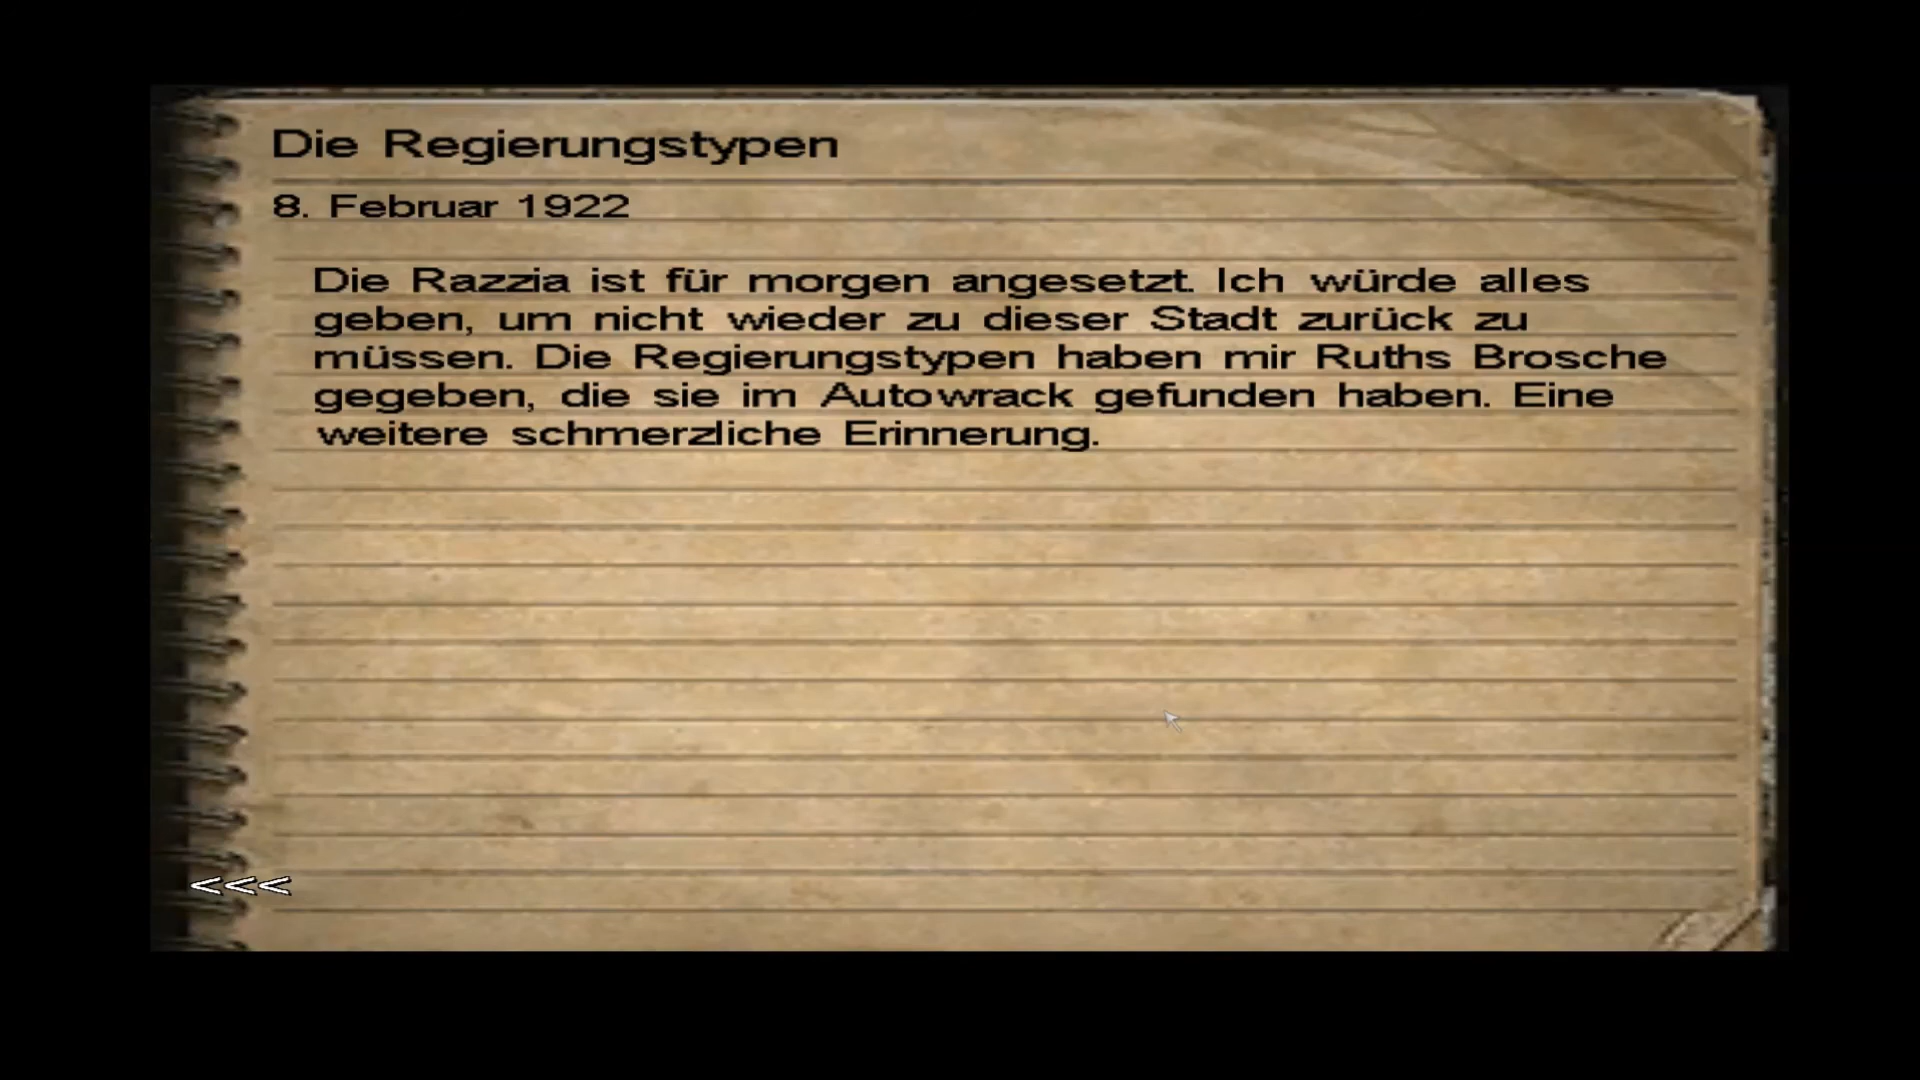 Die Regierungstypen
8. Februar 1922
Die Razzia ist für morgen angesetzt. Ich würde alles
geben, um nicht wieder zu dieser Stadt zurück zu
müssen. Die Regierungstypen haben mir Ruths Brosche
gegeben, die sie im Autowrack gefunden haben. Eine
weitere schmerzliche Erinnerung.
<<<